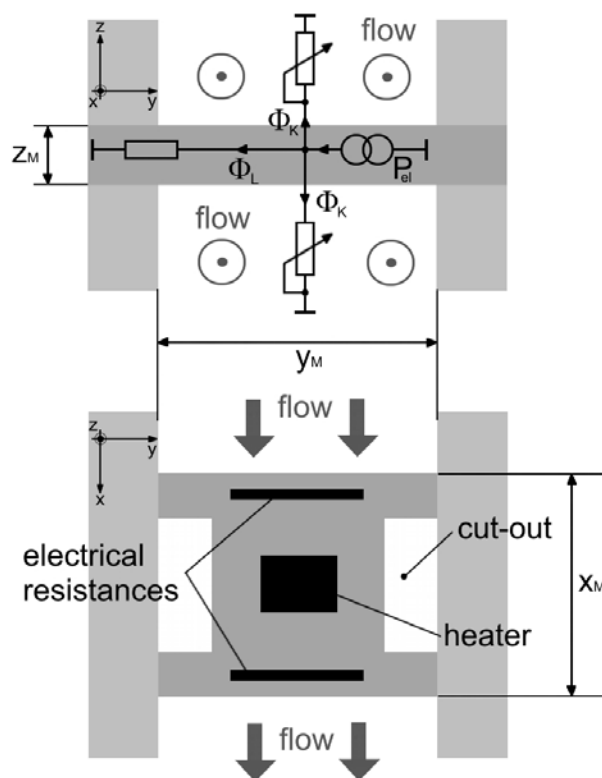 z
flow
x
y
Φ_K
z_M
Φ_L
P_el
Φ_K
flow
y_M
flow
z
y
x
cut-out
electrical
resistances
x_M
heater
flow